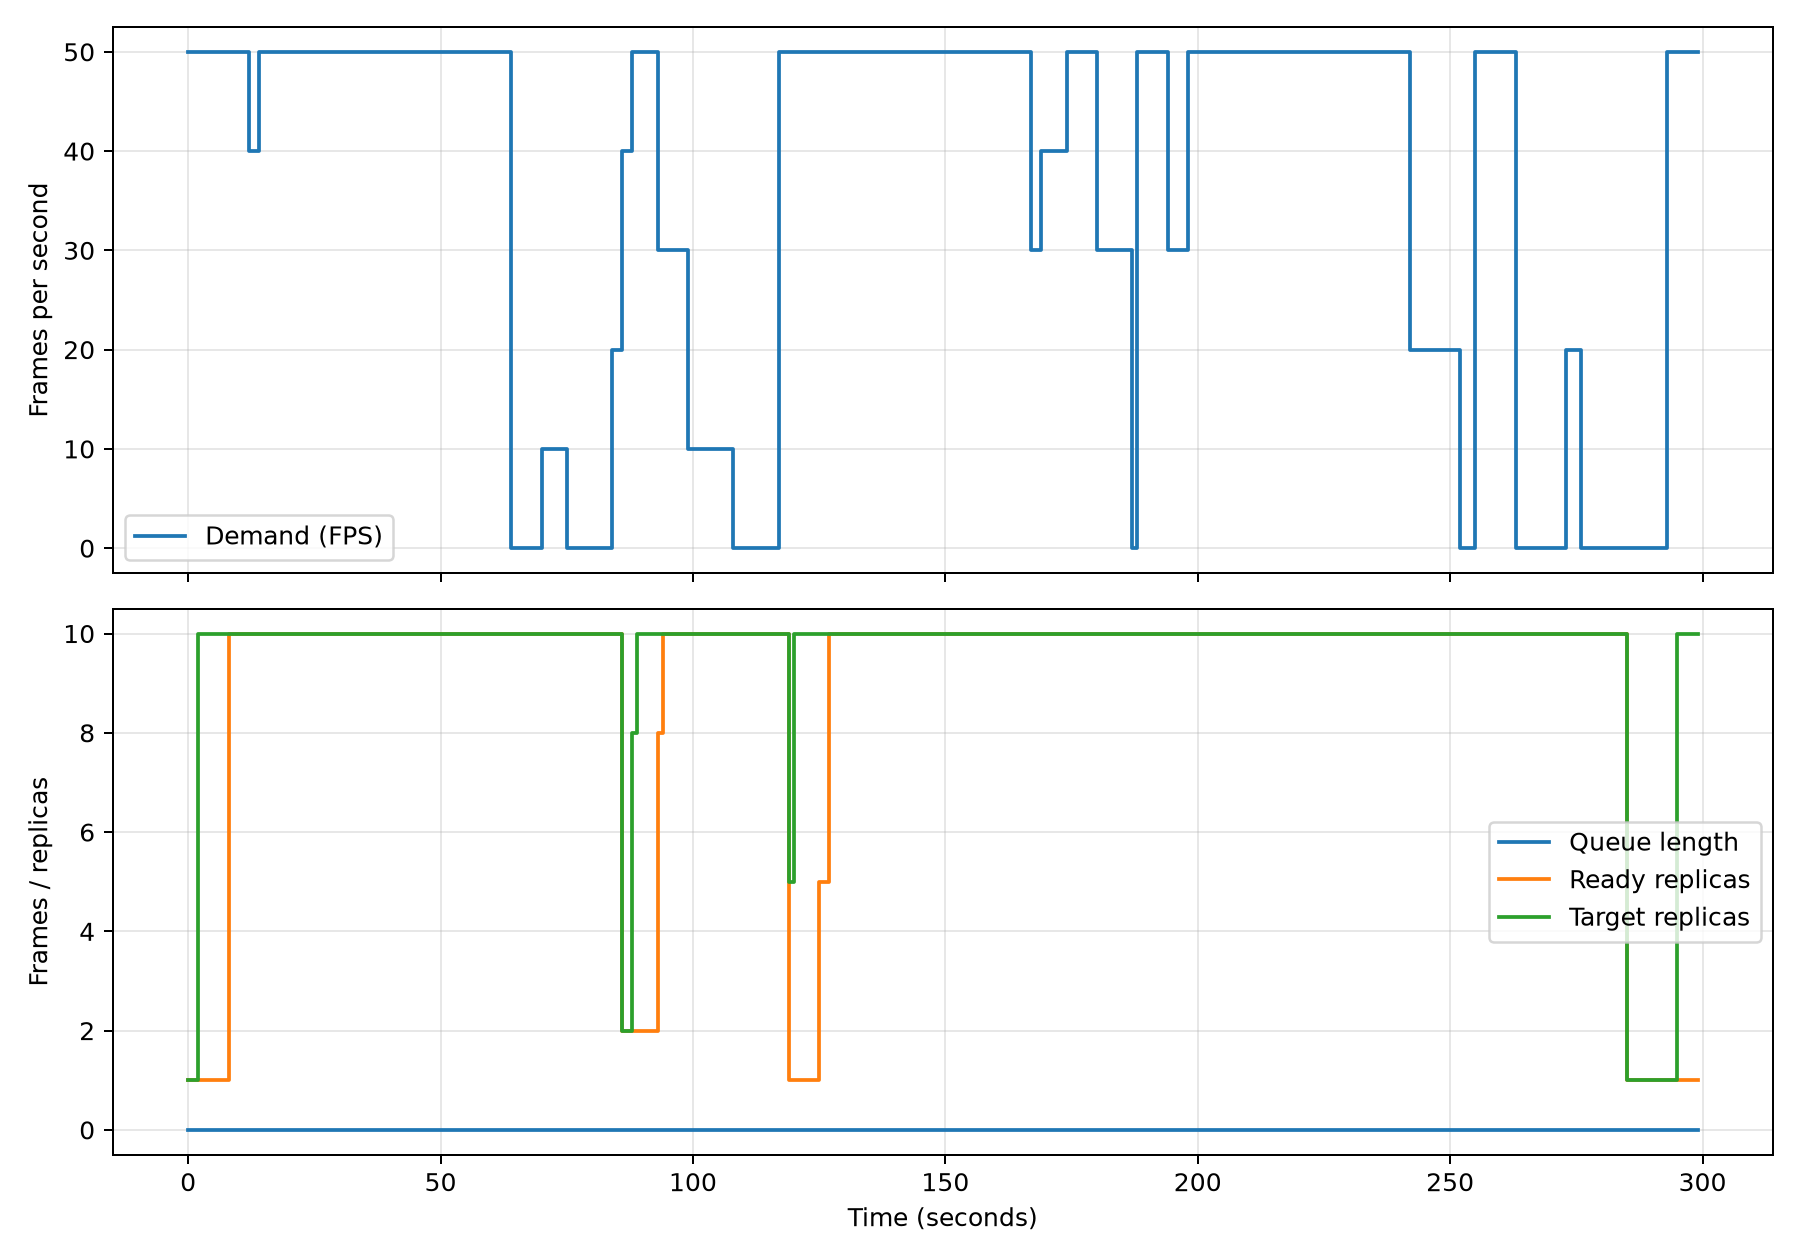 50
40
30
20
10
0
Frames per second
Demand (FPS)
10
8
6
4
2
0
Frames / replicas
Queue length
Ready replicas
Target replicas
0 50 100 150 200 250 300
Time (seconds)